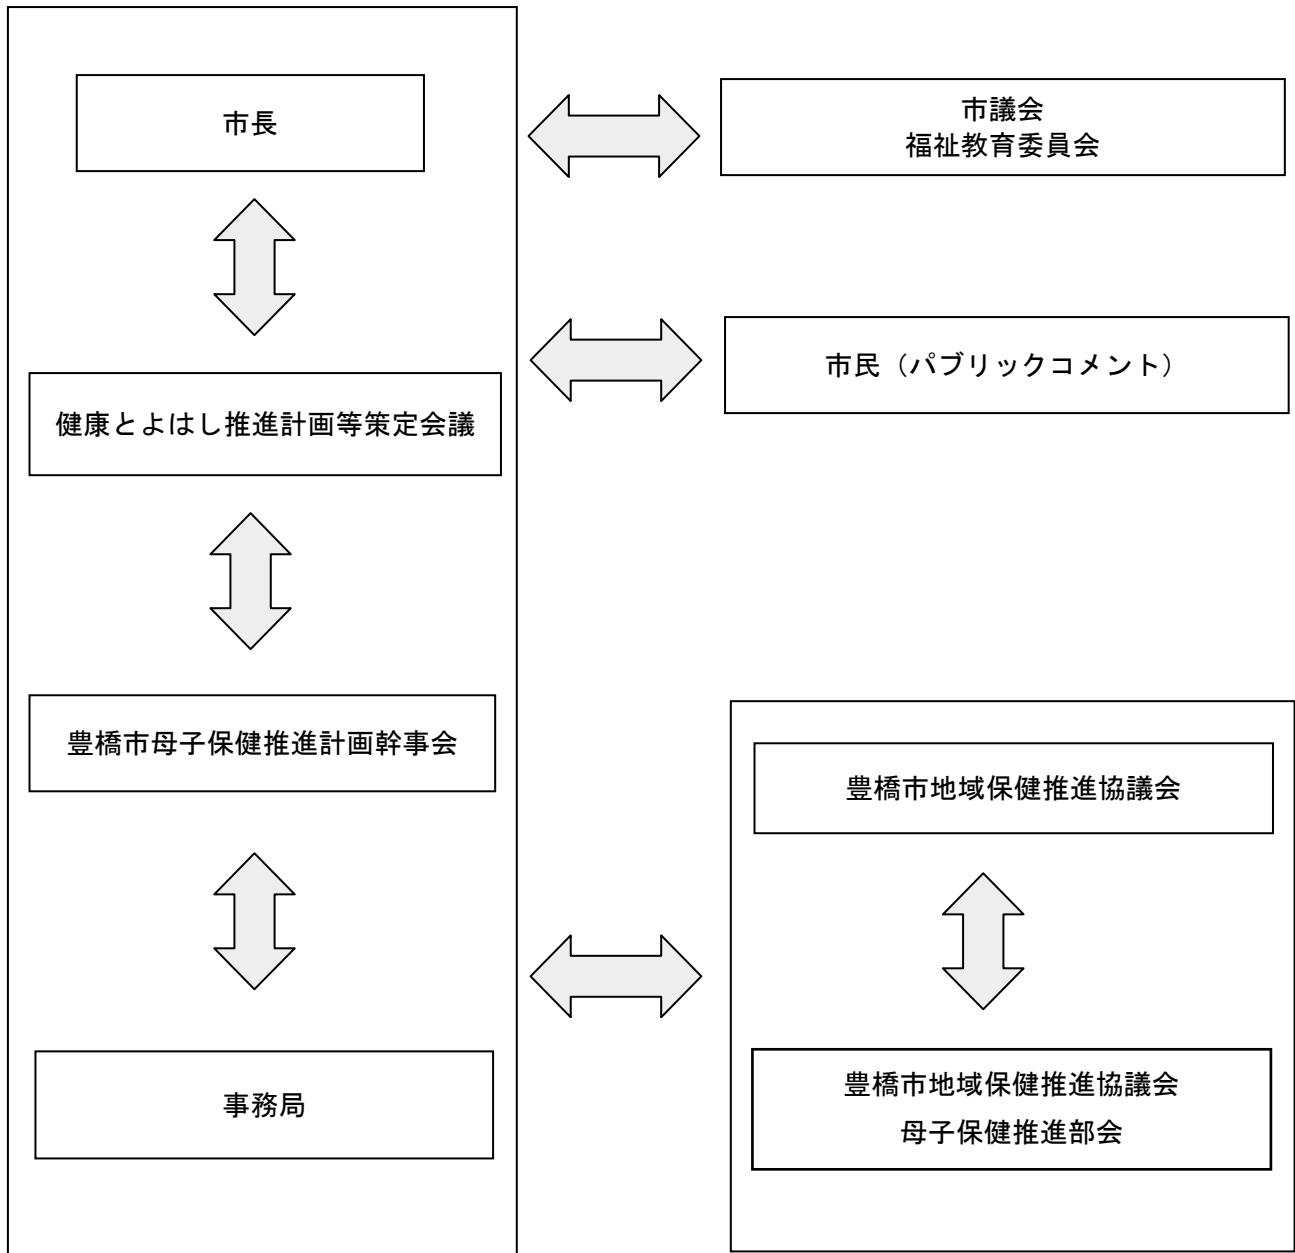 市長
市議会
福祉教育委員会
市民（パブリックコメント）
健康とよはし推進計画等策定会議
豊橋市母子保健推進計画幹事会
豊橋市地域保健推進協議会
事務局
豊橋市地域保健推進協議会
母子保健推進部会